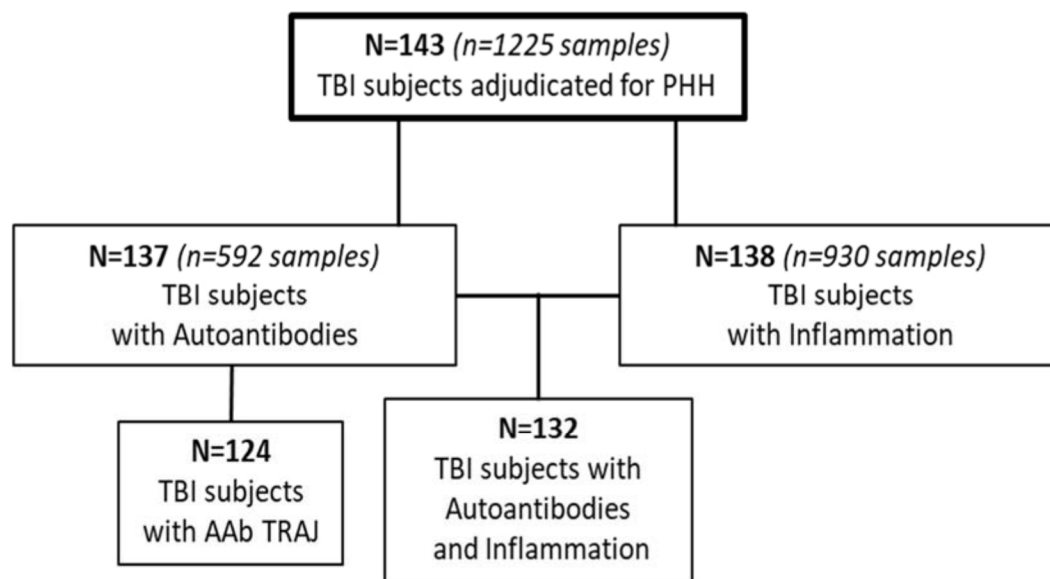 N=143 (n=1225 samples)
TBI subjects adjudicated for PHH
N=137 (n=592 samples)
TBI subjects
with Autoantibodies
N=138 (n=930 samples)
TBI subjects
with Inflammation
N=124
TBI subjects
with AAb TRAJ
N=132
TBI subjects with
Autoantibodies
and Inflammation